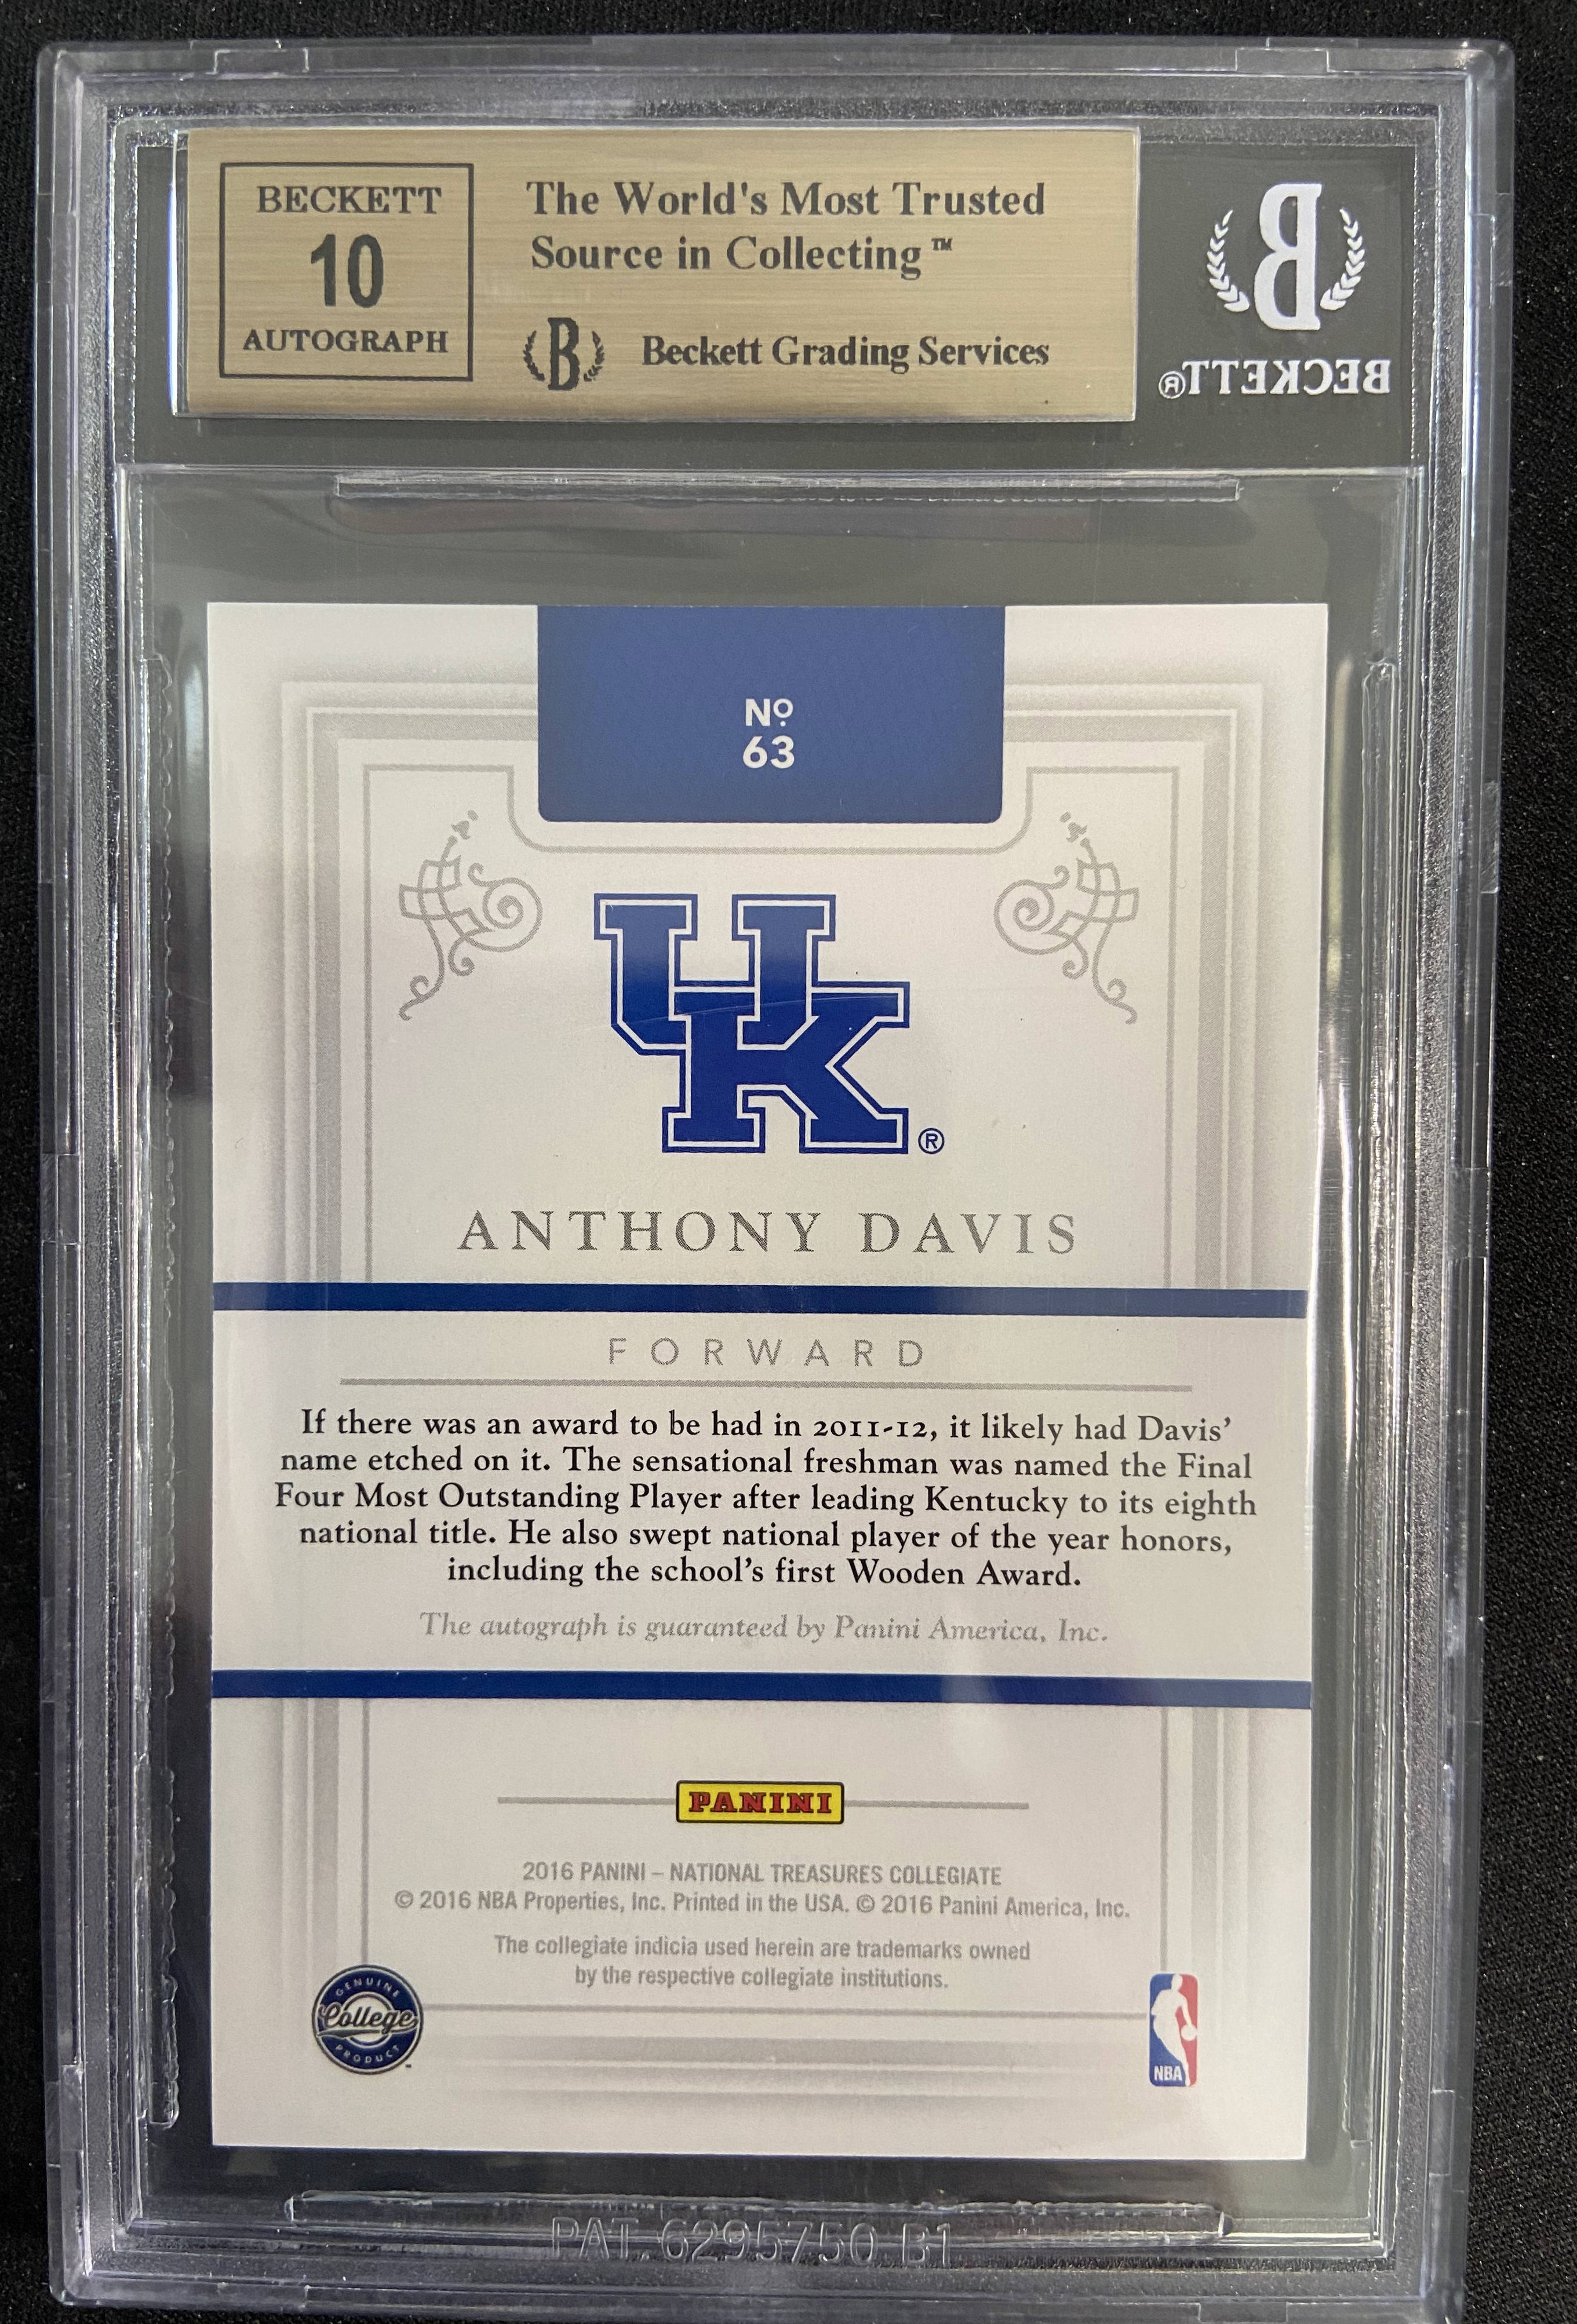 BECKETT
10
AUTOGRAPH
The World's Most Trusted
Source in Collecting™
B Beckett Grading Services
B
BECKETT®
Nº
63
UK®
ANTHONY DAVIS
FORWARD
If there was an award to be had in 2011-12, it likely had Davis’
name etched on it. The sensational freshman was named the Final
Four Most Outstanding Player after leading Kentucky to its eighth
national title. He also swept national player of the year honors,
including the school’s first Wooden Award.
The autograph is guaranteed by Panini America, Inc.
PANINI
2016 PANINI – NATIONAL TREASURES COLLEGIATE
© 2016 NBA Properties, Inc. Printed in the USA. © 2016 Panini America, Inc.
The collegiate indicia used herein are trademarks owned
by the respective collegiate institutions.
GENUINE
College
PRODUCT™
NBA
PAT 6295750 B1